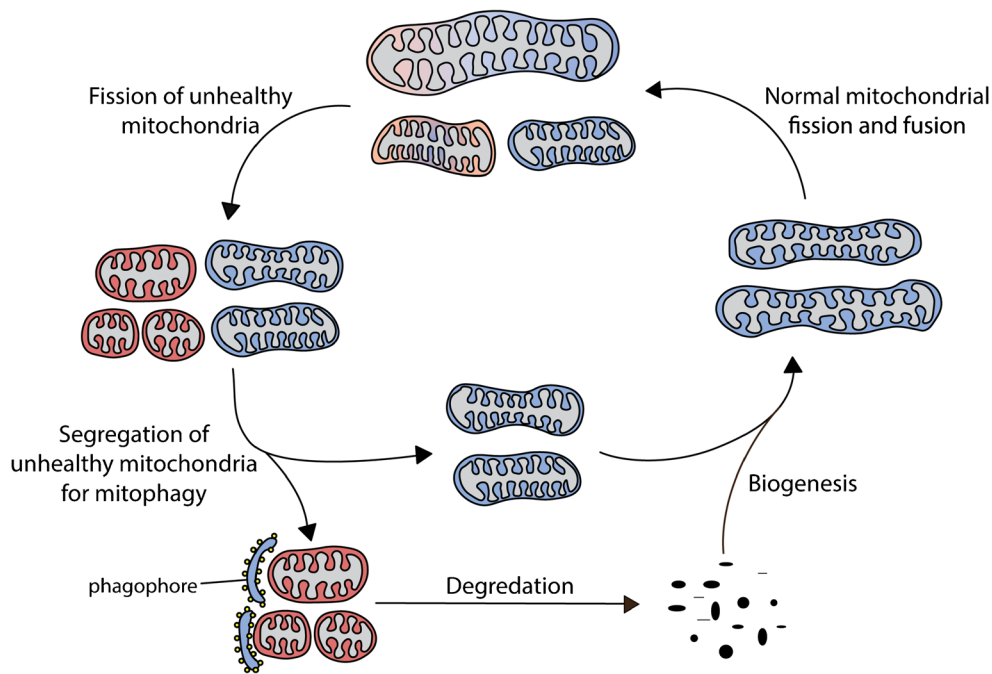 Fission of unhealthy
mitochondria
Normal mitochondrial
fission and fusion
Segregation of
unhealthy mitochondria
for mitophagy
Biogenesis
phagophore
Degredation